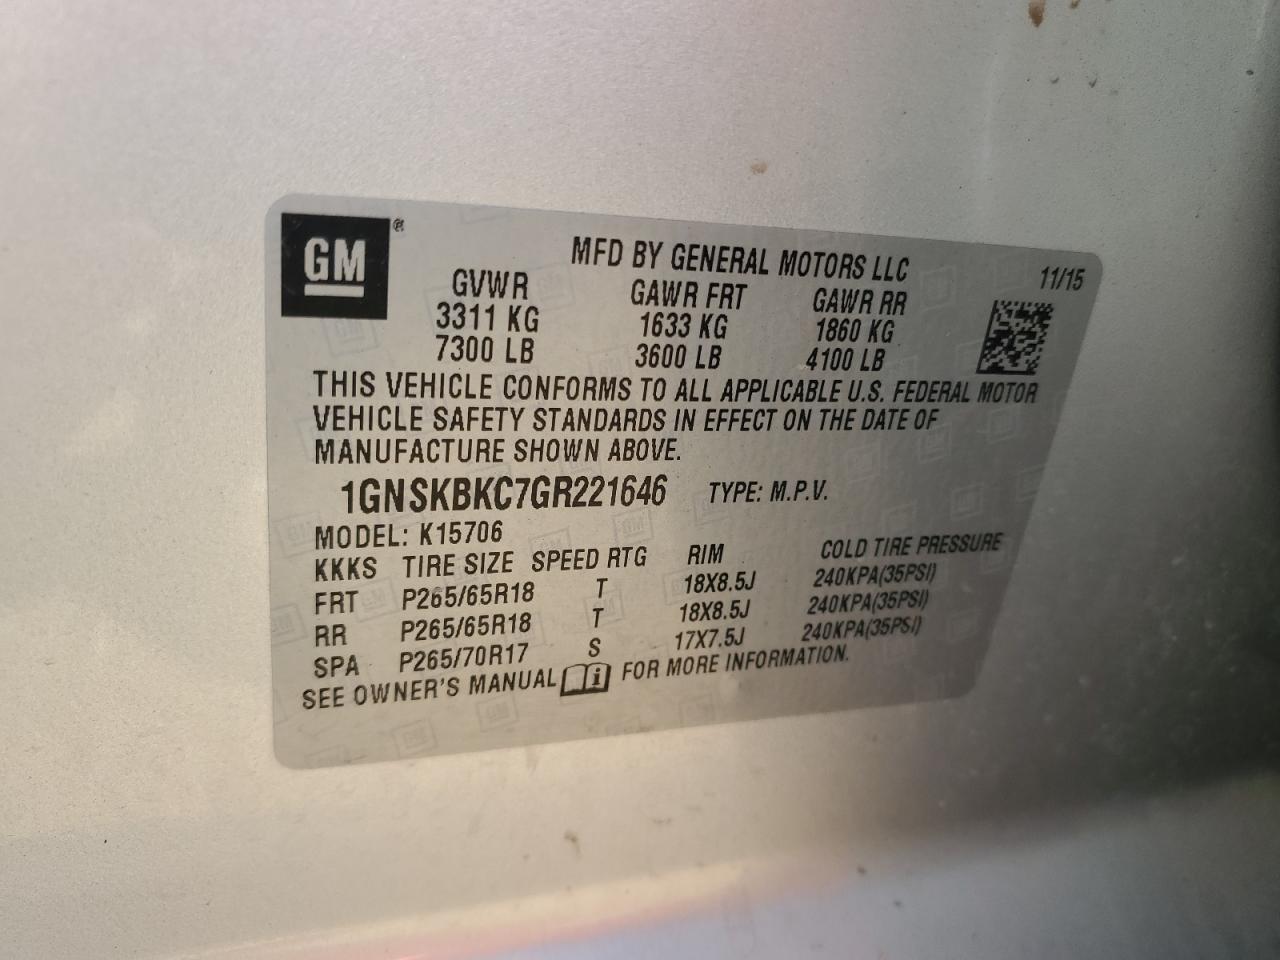 GM®
MFD BY GENERAL MOTORS LLC 11/15
GVWR GAWR FRT GAWR RR
3311 KG 1633 KG 1860 KG
7300 LB 3600 LB 4100 LB
THIS VEHICLE CONFORMS TO ALL APPLICABLE U.S. FEDERAL MOTOR
VEHICLE SAFETY STANDARDS IN EFFECT ON THE DATE OF
MANUFACTURE SHOWN ABOVE.
1GNSKBKC7GR221646 TYPE: M.P.V.
MODEL: K15706
KKKS TIRE SIZE SPEED RTG RIM COLD TIRE PRESSURE
FRT P265/65R18 T 18X8.5J 240KPA(35PSI)
RR P265/65R18 T 18X8.5J 240KPA(35PSI)
SPA P265/70R17 S 17X7.5J 240KPA(35PSI)
SEE OWNER'S MANUAL FOR MORE INFORMATION.